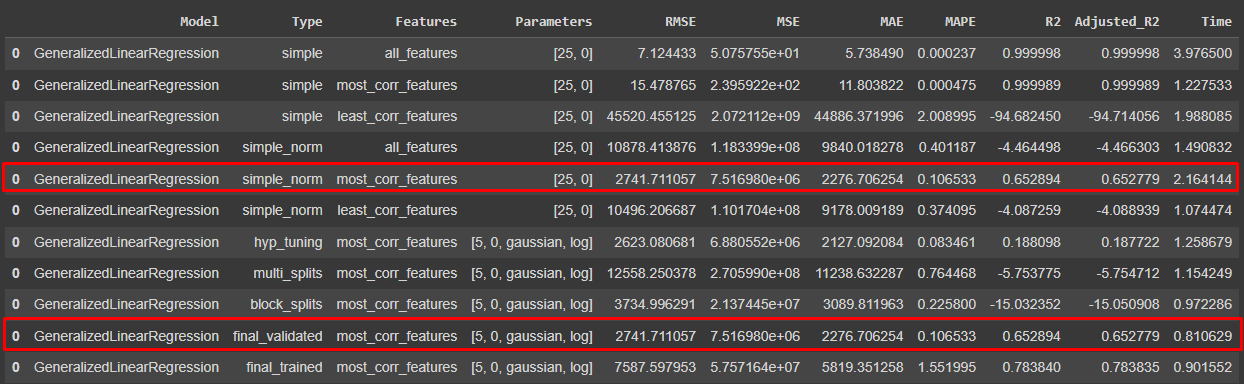 Model Type Features Parameters RMSE MSE MAE MAPE R2 Adjusted_R2 Time
0 GeneralizedLinearRegression simple all_features [25, 0] 7.124433 5.075755e+01 5.738490 0.000237 0.999998 0.999998 3.976500
0 GeneralizedLinearRegression simple most_corr_features [25, 0] 15.478765 2.395922e+02 11.803822 0.000475 0.999989 0.999989 1.227533
0 GeneralizedLinearRegression simple least_corr_features [25, 0] 45520.455125 2.072112e+09 44886.371996 2.008995 -94.682450 -94.714056 1.988085
0 GeneralizedLinearRegression simple_norm all_features [25, 0] 10878.413876 1.183399e+08 9840.018278 0.401187 -4.464498 -4.466303 1.490832
0 GeneralizedLinearRegression simple_norm most_corr_features [25, 0] 2741.711057 7.516980e+06 2276.706254 0.106533 0.652894 0.652779 2.164144
0 GeneralizedLinearRegression simple_norm least_corr_features [25, 0] 10496.206687 1.101704e+08 9178.009189 0.374095 -4.087259 -4.088939 1.074474
0 GeneralizedLinearRegression hyp_tuning most_corr_features [5, 0, gaussian, log] 2623.080681 6.880552e+06 2127.092084 0.083461 0.188098 0.187722 1.258679
0 GeneralizedLinearRegression multi_splits most_corr_features [5, 0, gaussian, log] 12558.250378 2.705990e+08 11238.632287 0.764468 -5.753775 -5.754712 1.154249
0 GeneralizedLinearRegression block_splits most_corr_features [5, 0, gaussian, log] 3734.996291 2.137445e+07 3089.811963 0.225800 -15.032352 -15.050908 0.972286
0 GeneralizedLinearRegression final_validated most_corr_features [5, 0, gaussian, log] 2741.711057 7.516980e+06 2276.706254 0.106533 0.652894 0.652779 0.810629
0 GeneralizedLinearRegression final_trained most_corr_features [5, 0, gaussian, log] 7587.597953 5.757164e+07 5819.351258 1.551995 0.783840 0.783835 0.901552